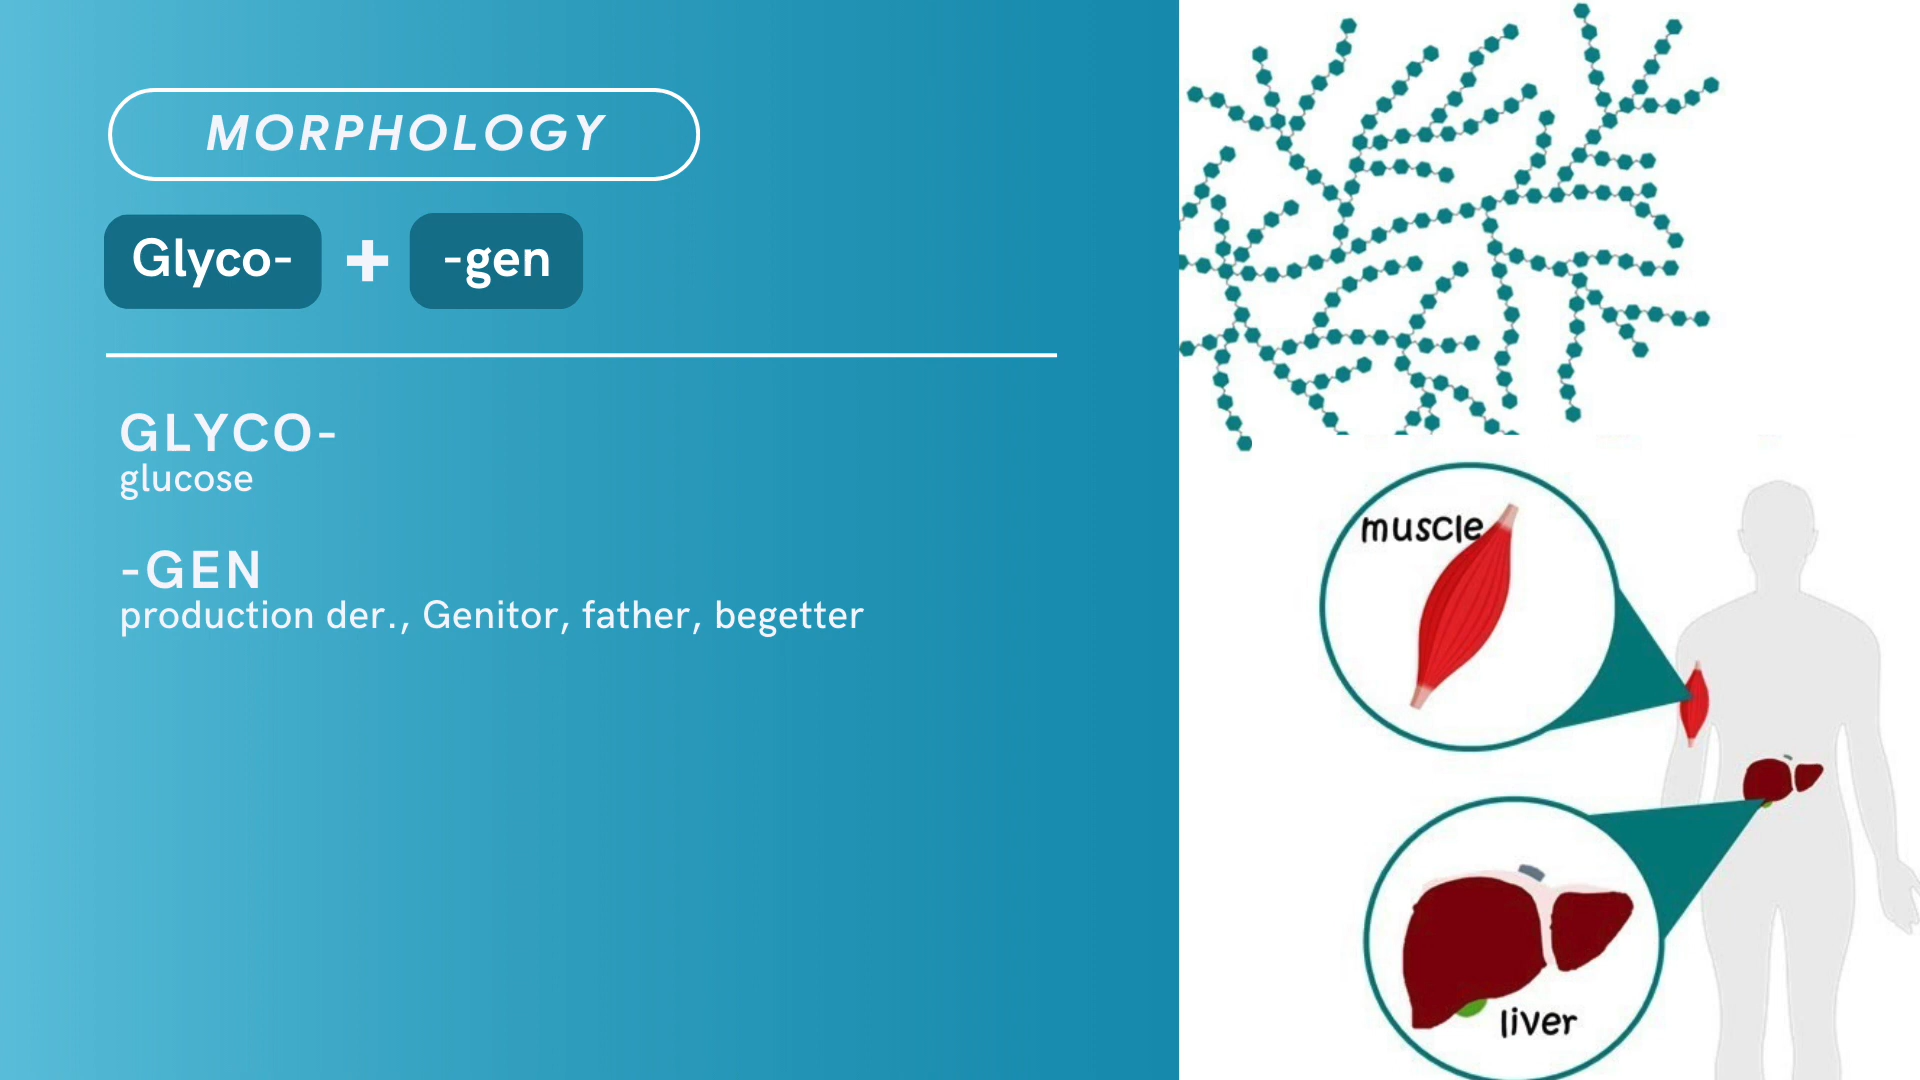 MORPHOLOGY
Glyco- + -gen
GLYCO-
glucose
-GEN
production der., Genitor, father, begetter
muscle
liver